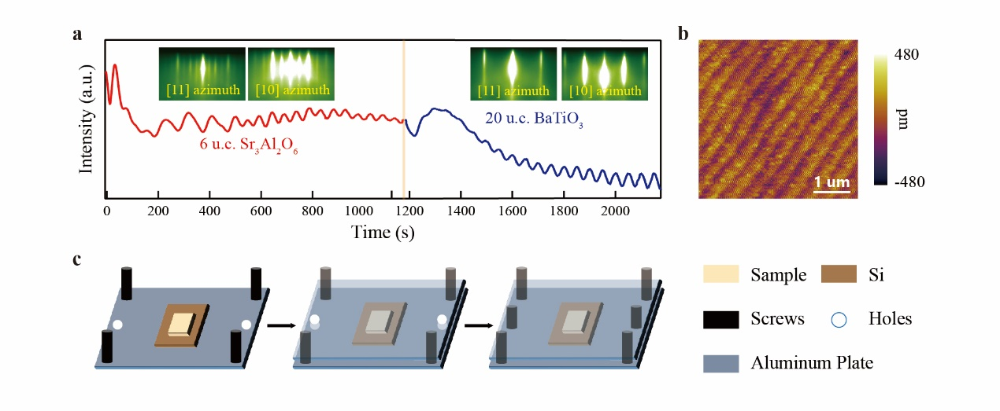 a
b
[11] azimuth
[10] azimuth
[11] azimuth
[10] azimuth
Intensity (a.u.)
6 u.c. Sr₃Al₂O₆
20 u.c. BaTiO₃
0 200 400 600 800 1000 1200 1400 1600 1800 2000
Time (s)
480
pm
-480
1 um
c
Sample
Si
Screws
Holes
Aluminum Plate